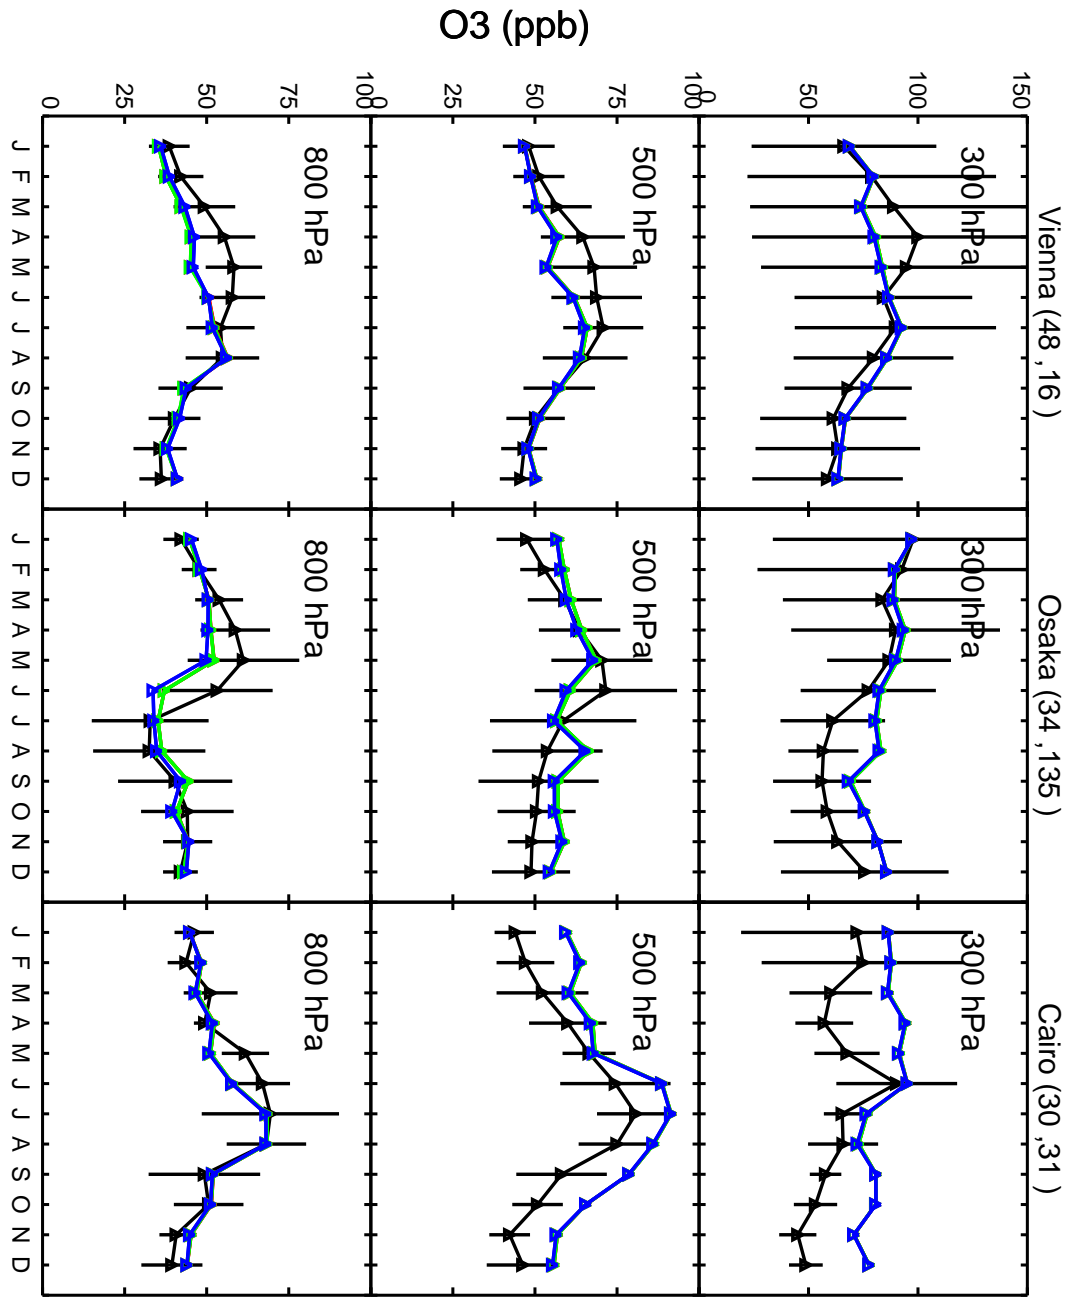 O3 (ppb)
Vienna (48 ,16 )
Osaka (34 ,135 )
Cairo (30 ,31 )
150
100
50
0
300 hPa
300 hPa
300 hPa
100
75
50
25
0
500 hPa
500 hPa
500 hPa
100
75
50
25
0
800 hPa
800 hPa
800 hPa
J F M A M J J A S O N D
J F M A M J J A S O N D
J F M A M J J A S O N D